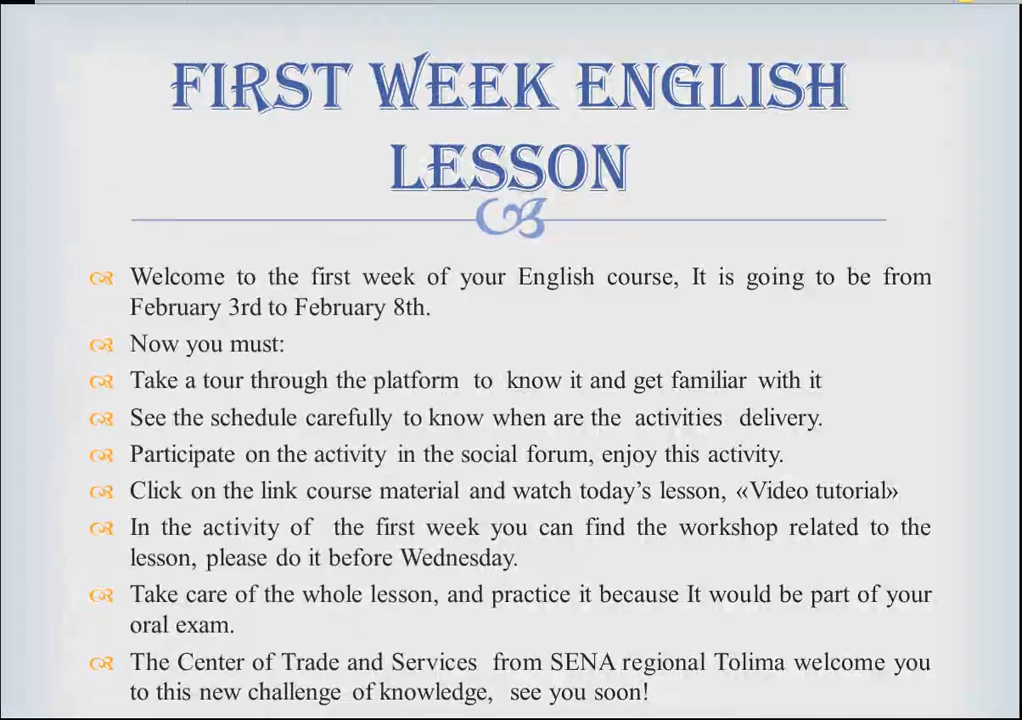 FIRST WEEK ENGLISH
LESSON
Welcome to the first week of your English course, It is going to be from
February 3rd to February 8th.
Now you must:
Take a tour through the platform to know it and get familiar with it
See the schedule carefully to know when are the activities delivery.
Participate on the activity in the social forum, enjoy this activity.
Click on the link course material and watch today’s lesson, «Video tutorial»
In the activity of the first week you can find the workshop related to the
lesson, please do it before Wednesday.
Take care of the whole lesson, and practice it because It would be part of your
oral exam.
The Center of Trade and Services from SENA regional Tolima welcome you
to this new challenge of knowledge, see you soon!